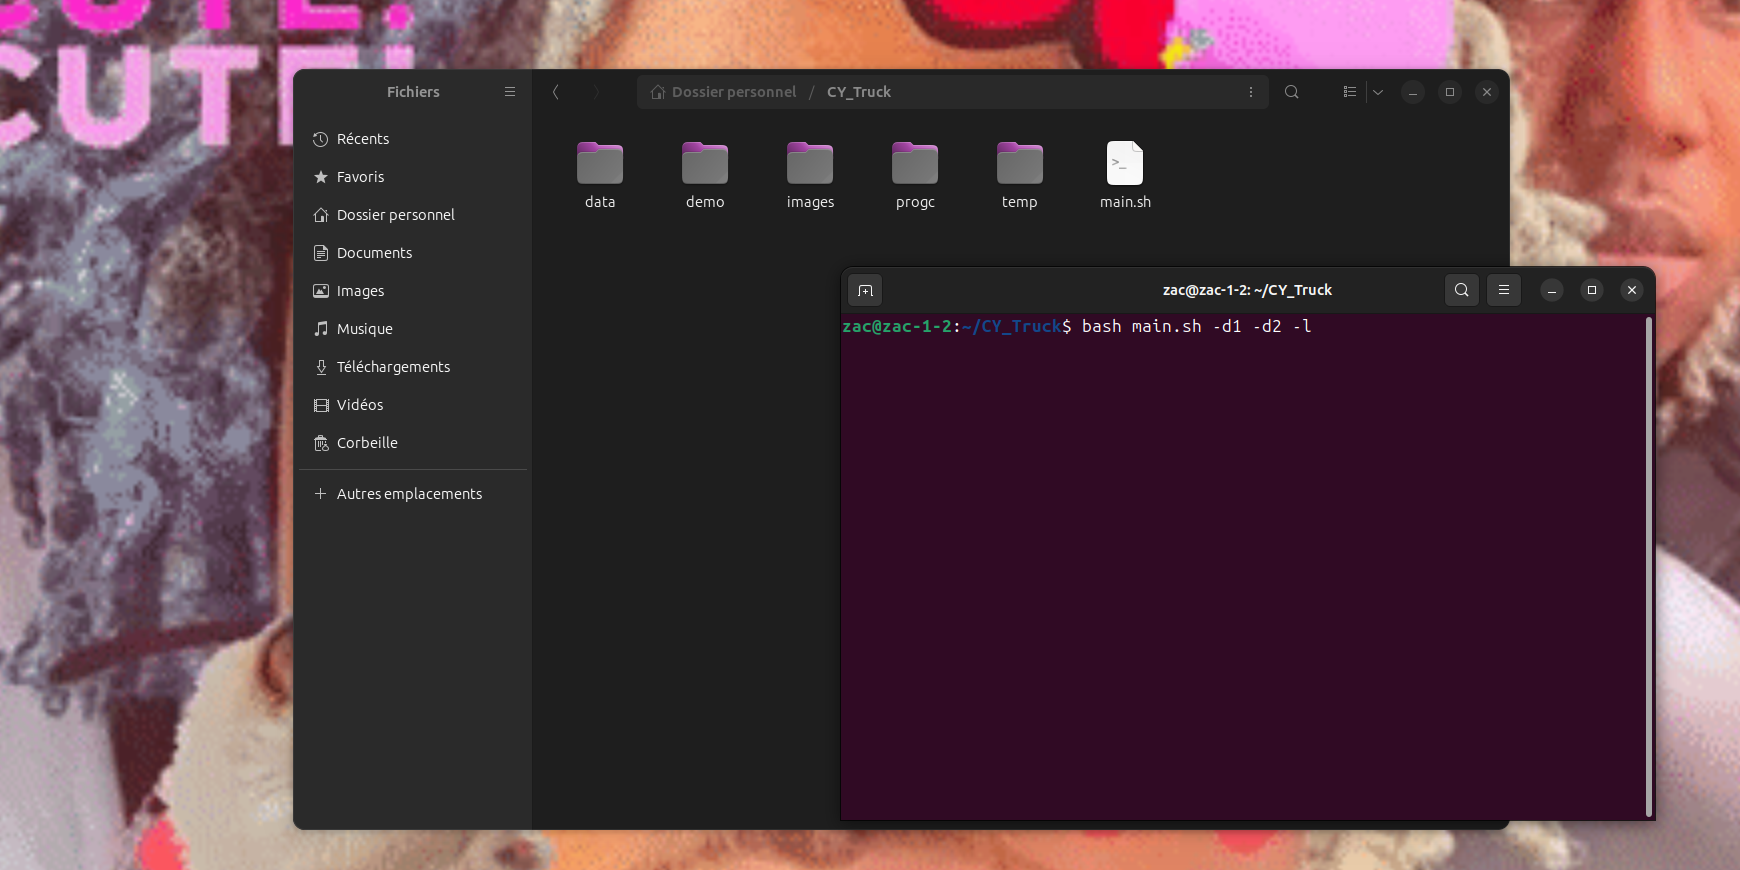 CUTE!
CUTE!
Fichiers
Dossier personnel / CY_Truck
Récents
Favoris
Dossier personnel
Documents
Images
Musique
Téléchargements
Vidéos
Corbeille
Autres emplacements
data
demo
images
progc
temp
>_
main.sh
zac@zac-1-2: ~/CY_Truck
zac@zac-1-2:~/CY_Truck$ bash main.sh -d1 -d2 -l